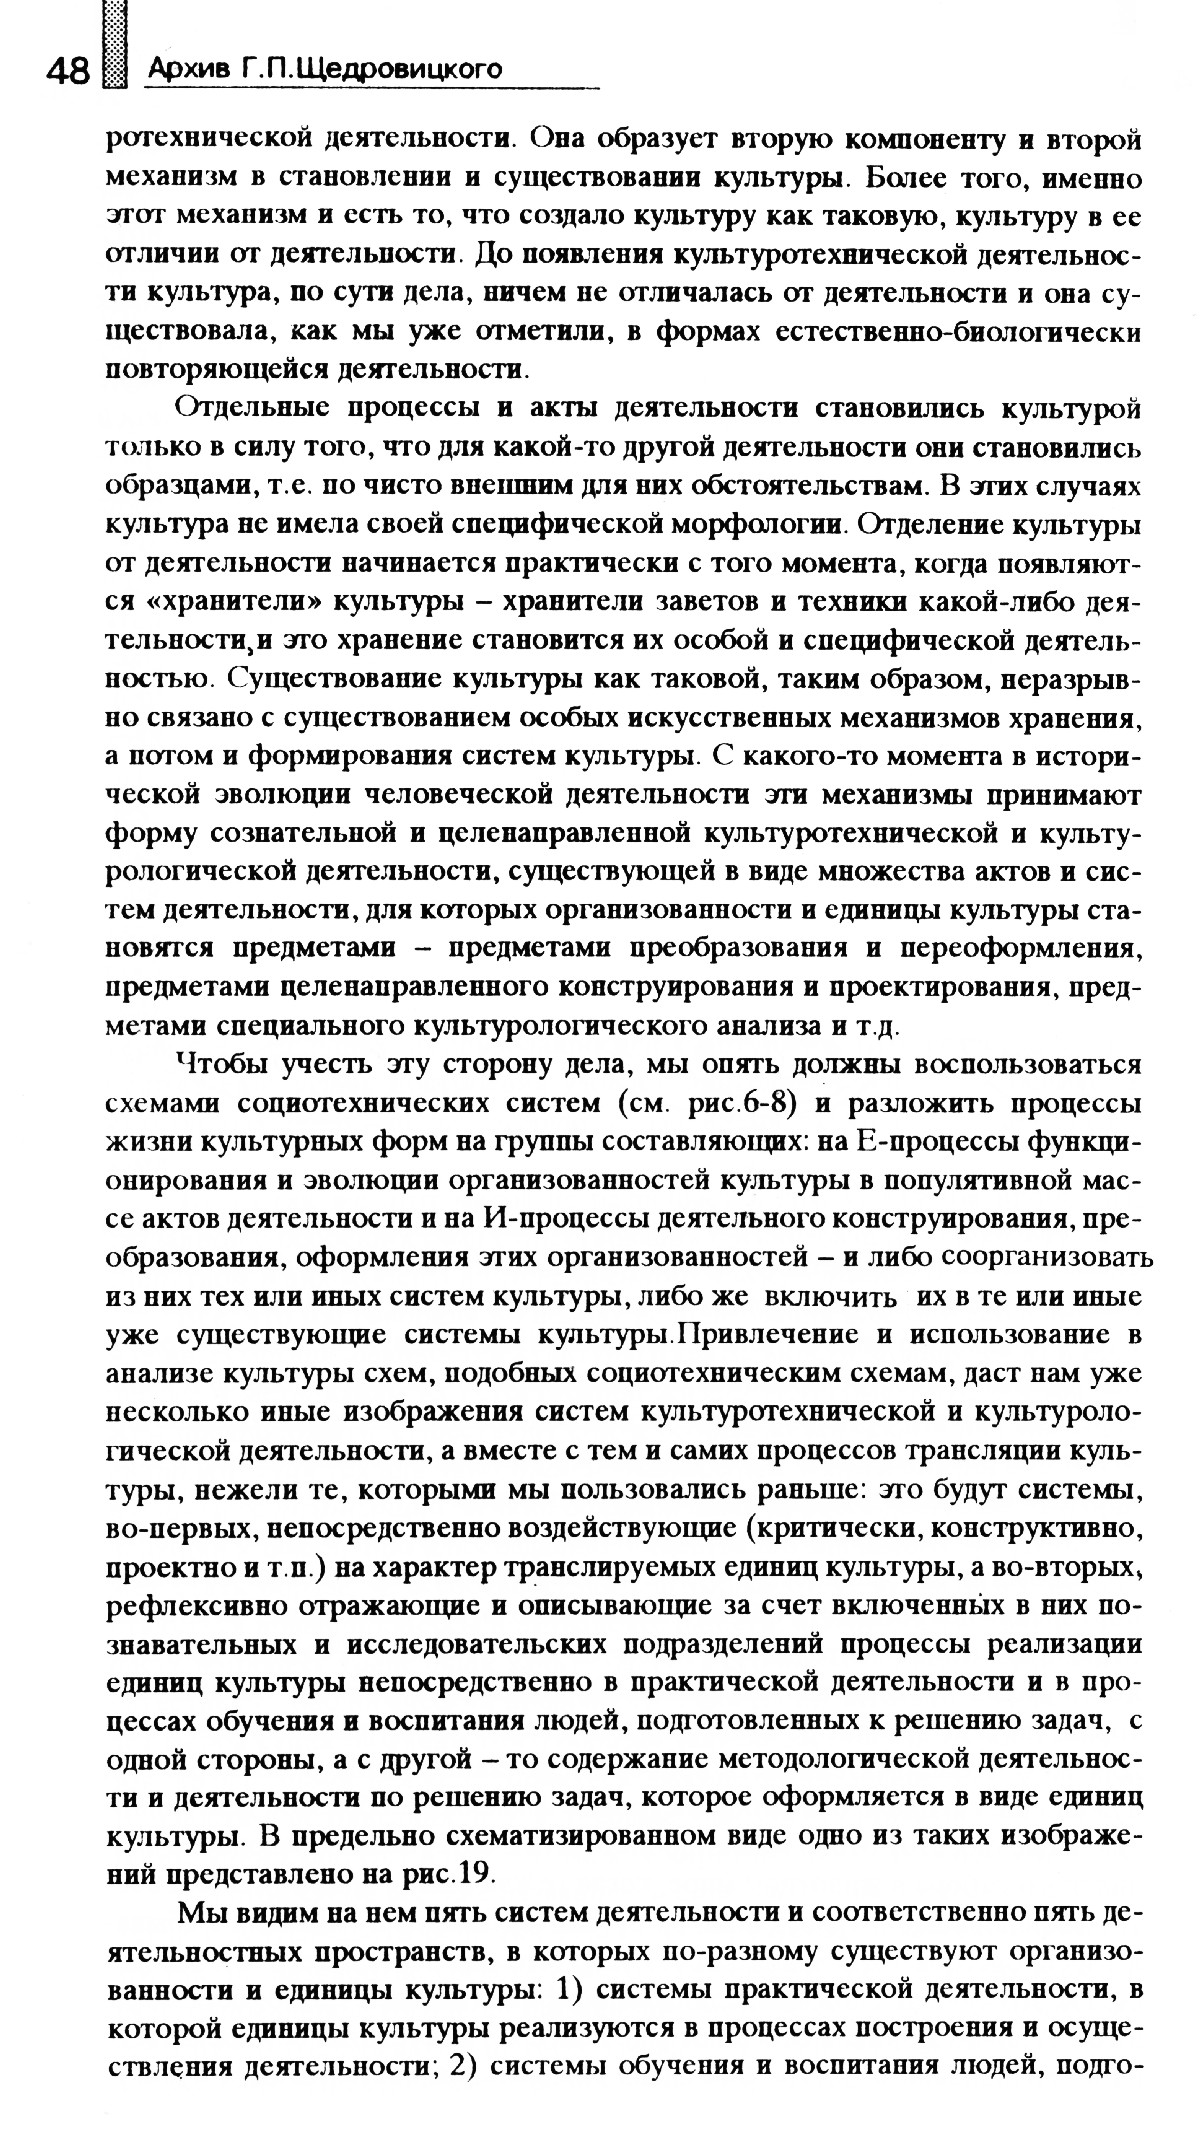 48 Архив Г.П.Щедровицкого
ротехнической деятельности. Она образует вторую компоненту и второй
механизм в становлении и существовании культуры. Более того, именно
этот механизм и есть то, что создало культуру как таковую, культуру в ее
отличии от деятельности. До появления культуротехнической деятельнос-
ти культура, по сути дела, ничем не отличалась от деятельности и она су-
ществовала, как мы уже отметили, в формах естественно-биологически
повторяющейся деятельности.
Отдельные процессы и акты деятельности становились культурой
только в силу того, что для какой-то другой деятельности они становились
образцами, т.е. по чисто внешним для них обстоятельствам. В этих случаях
культура не имела своей специфической морфологии. Отделение культуры
от деятельности начинается практически с того момента, когда появляют-
ся «хранители» культуры – хранители заветов и техники какой-либо дея-
тельности,и это хранение становится их особой и специфической деятель-
ностью. Существование культуры как таковой, таким образом, неразрыв-
но связано с существованием особых искусственных механизмов хранения,
а потом и формирования систем культуры. С какого-то момента в истори-
ческой эволюции человеческой деятельности эти механизмы принимают
форму сознательной и целенаправленной культуротехнической и культу-
рологической деятельности, существующей в виде множества актов и сис-
тем деятельности, для которых организованности и единицы культуры ста-
новятся предметами – предметами преобразования и переоформления,
предметами целенаправленного конструирования и проектирования, пред-
метами специального культурологического анализа и т.д.
Чтобы учесть эту сторону дела, мы опять должны воспользоваться
схемами социотехнических систем (см. рис.6-8) и разложить процессы
жизни культурных форм на группы составляющих: на Е-процессы функци-
онирования и эволюции организованностей культуры в популятивной мас-
се актов деятельности и на И-процессы деятельного конструирования, пре-
образования, оформления этих организованностей – и либо соорганизовать
из них тех или иных систем культуры, либо же включить их в те или иные
уже существующие системы культуры.Привлечение и использование в
анализе культуры схем, подобных социотехническим схемам, даст нам уже
несколько иные изображения систем культуротехнической и культуроло-
гической деятельности, а вместе с тем и самих процессов трансляции куль-
туры, нежели те, которыми мы пользовались раньше: это будут системы,
во-первых, непосредственно воздействующие (критически, конструктивно,
проектно и т.п.) на характер транслируемых единиц культуры, а во-вторых,
рефлексивно отражающие и описывающие за счет включенных в них по-
знавательных и исследовательских подразделений процессы реализации
единиц культуры непосредственно в практической деятельности и в про-
цессах обучения и воспитания людей, подготовленных к решению задач, с
одной стороны, а с другой – то содержание методологической деятельнос-
ти и деятельности по решению задач, которое оформляется в виде единиц
культуры. В предельно схематизированном виде одно из таких изображе-
ний представлено на рис.19.
Мы видим на нем пять систем деятельности и соответственно пять де-
ятельностных пространств, в которых по-разному существуют организо-
ванности и единицы культуры: 1) системы практической деятельности, в
которой единицы культуры реализуются в процессах построения и осуще-
ствления деятельности; 2) системы обучения и воспитания людей, подго-